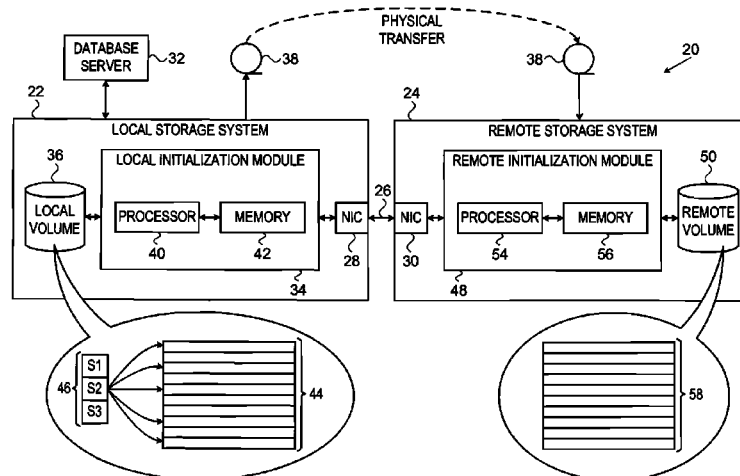 PHYSICAL
TRANSFER
DATABASE
SERVER
32
38
38
20
22
24
LOCAL STORAGE SYSTEM
REMOTE STORAGE SYSTEM
36
LOCAL INITIALIZATION MODULE
REMOTE INITIALIZATION MODULE
50
LOCAL
VOLUME
PROCESSOR
MEMORY
NIC
26
NIC
PROCESSOR
MEMORY
REMOTE
VOLUME
40
42
28
30
54
56
34
48
46
S1
S2
S3
44
58